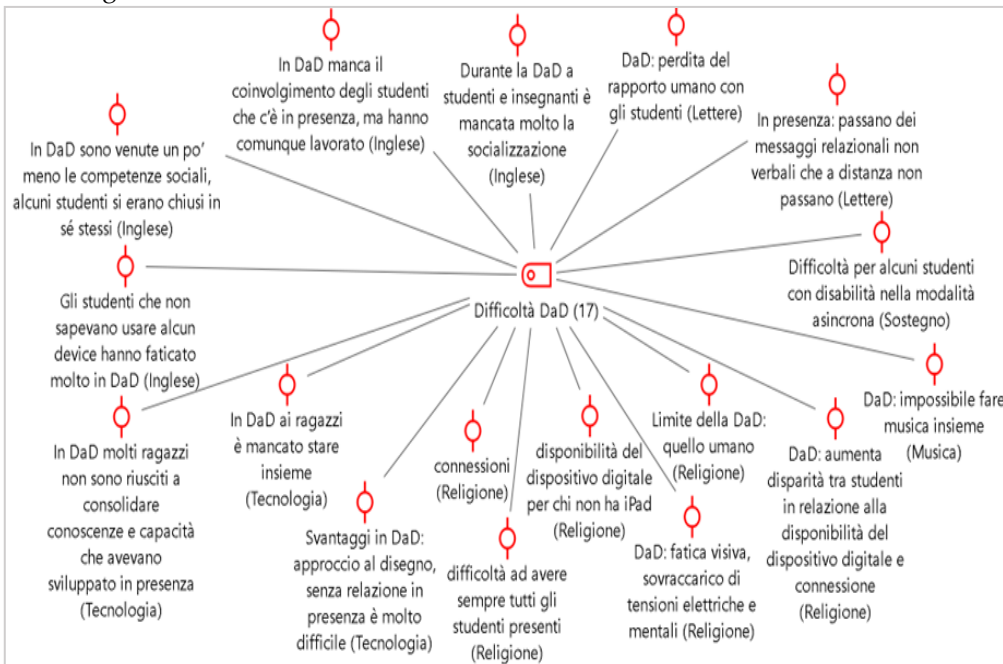 In DaD manca il
coinvolgimento degli studenti
che c'è in presenza, ma hanno
comunque lavorato (Inglese)
Durante la DaD a
studenti e insegnanti è
mancata molto la
socializzazione
(Inglese)
DaD: perdita del
rapporto umano con
gli studenti (Lettere)
In presenza: passano dei
messaggi relazionali non
verbali che a distanza non
passano (Lettere)
In DaD sono venute un po'
meno le competenze sociali,
alcuni studenti si erano chiusi in
sé stessi (Inglese)
Difficoltà per alcuni studenti
con disabilità nella modalità
asincrona (Sostegno)
Gli studenti che non
sapevano usare alcun
device hanno faticato
molto in DaD (Inglese)
Difficoltà DaD (17)
DaD: impossibile fare
musica insieme
(Musica)
In DaD molti ragazzi
non sono riusciti a
consolidare
conoscenze e capacità
che avevano
sviluppato in presenza
(Tecnologia)
In DaD ai ragazzi
è mancato stare
insieme
(Tecnologia)
Svantaggi in DaD:
approccio al disegno,
senza relazione in
presenza è molto
difficile (Tecnologia)
connessioni
(Religione)
difficoltà ad avere
sempre tutti gli
studenti presenti
(Religione)
disponibilità del
dispositivo digitale
per chi non ha iPad
(Religione)
Limite della DaD:
quello umano
(Religione)
DaD: fatica visiva,
sovraccarico di
tensioni elettriche e
mentali (Religione)
DaD: aumenta
disparità tra studenti
in relazione alla
disponibilità del
dispositivo digitale e
connessione
(Religione)